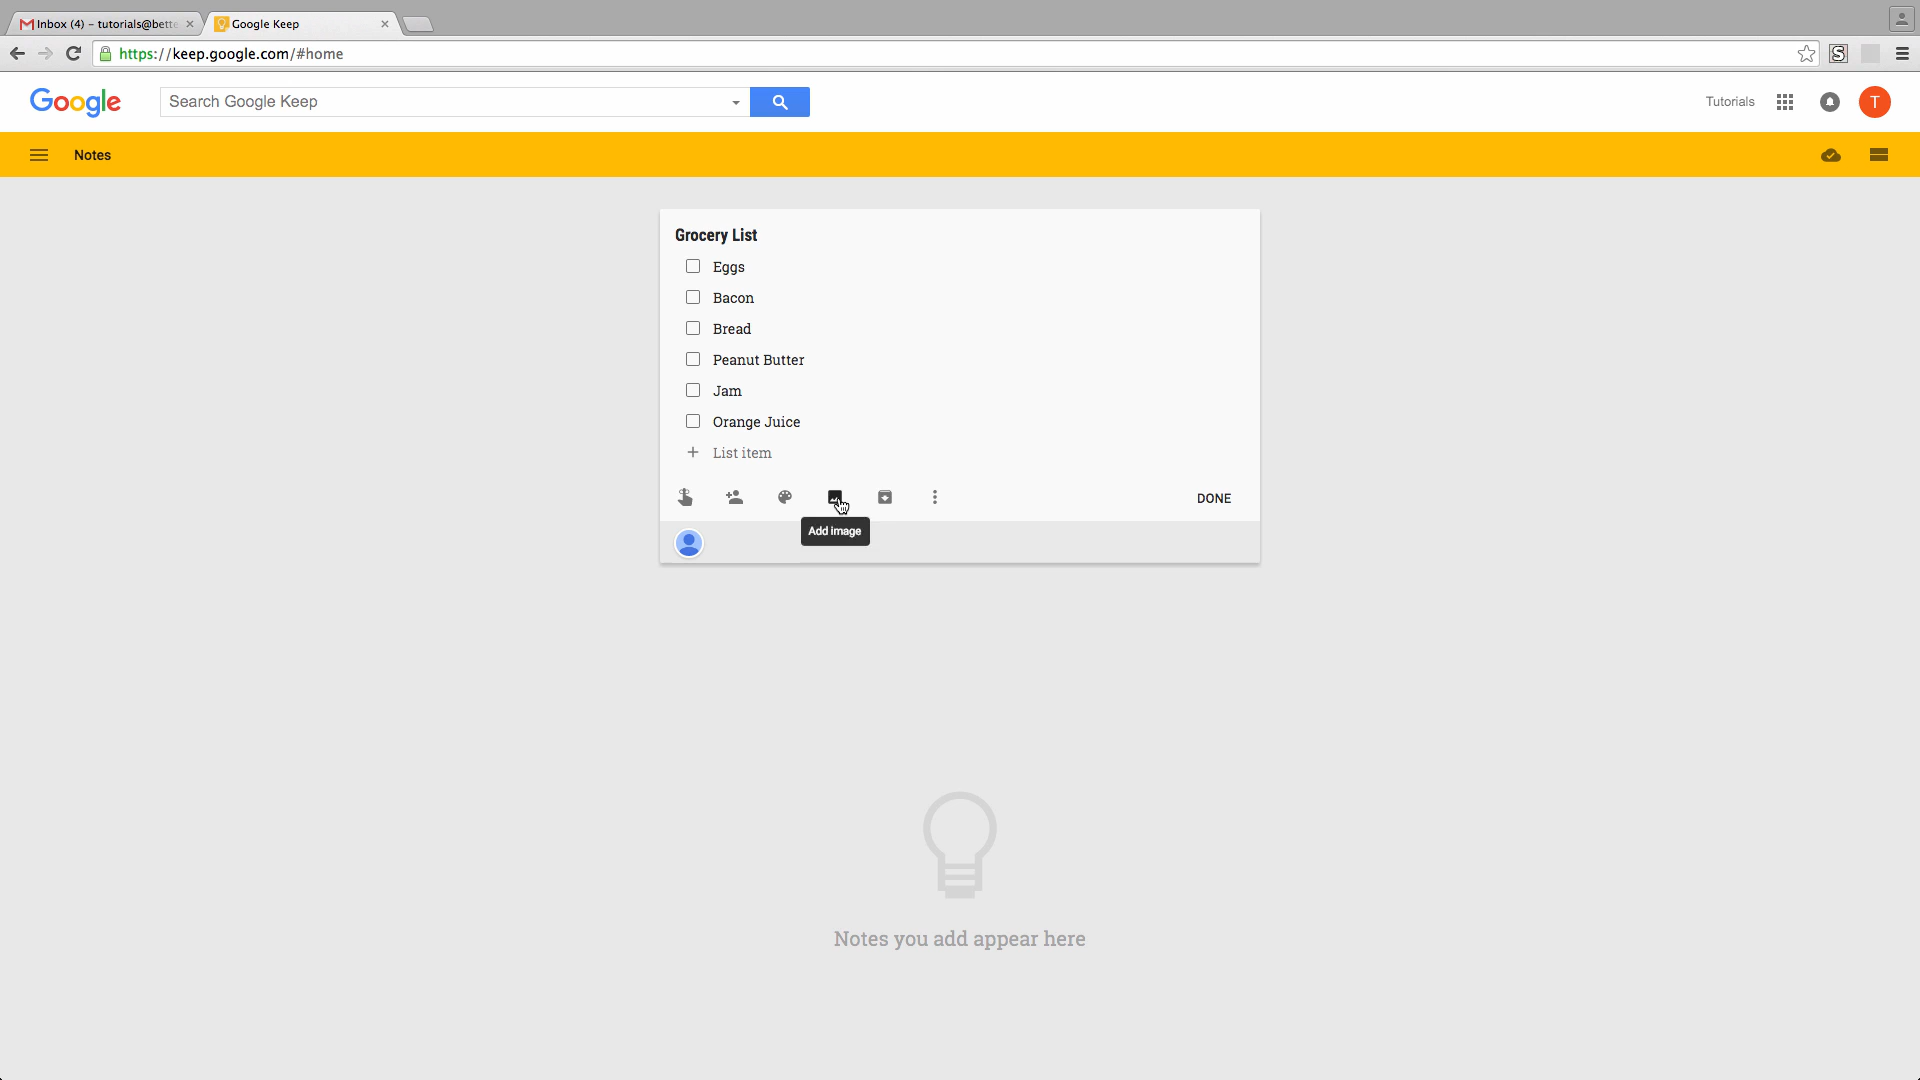 Inbox (4) – tutorials@bette
Google Keep
https://keep.google.com/#home
Google
Search Google Keep
Tutorials
T
Notes
Grocery List
Eggs
Bacon
Bread
Peanut Butter
Jam
Orange Juice
+ List item
DONE
Add image
Notes you add appear here